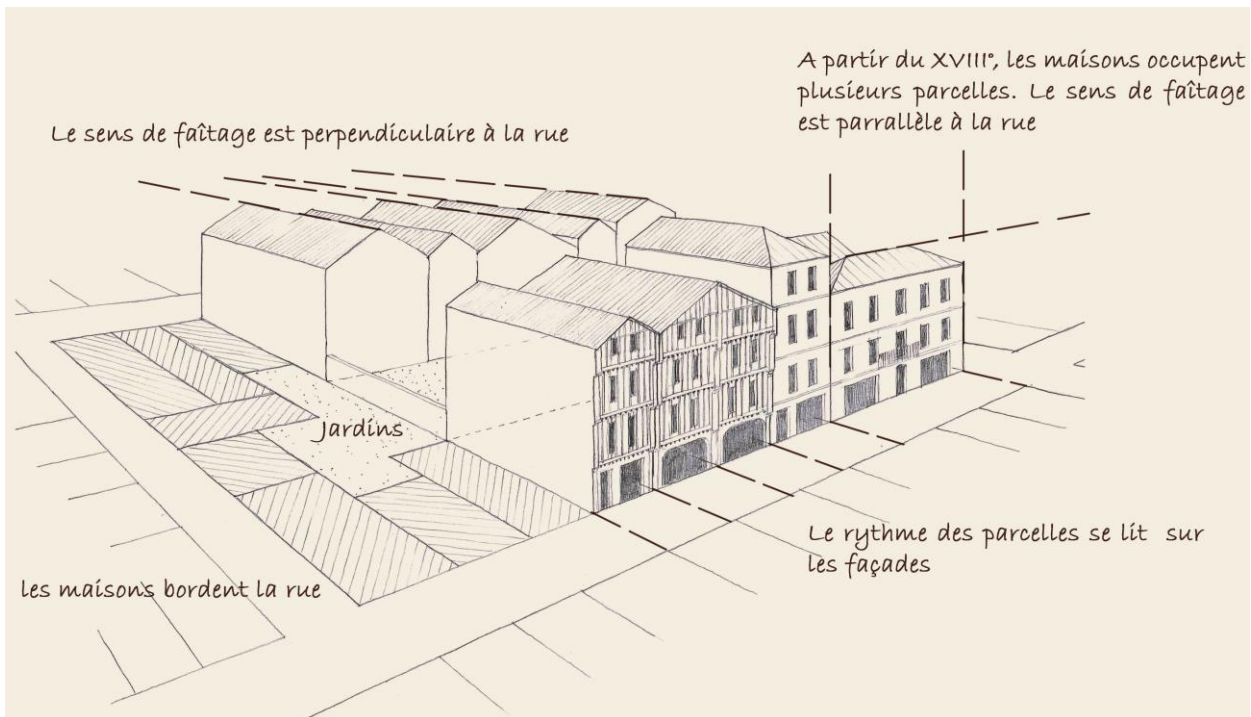 A partir du XVIII°, les maisons occupent
plusieurs parcelles. Le sens de faîtage
est parrallèle à la rue
Le sens de faîtage est perpendiculaire à la rue
Jardins
Le rythme des parcelles se lit sur
les façades
les maisons bordent la rue